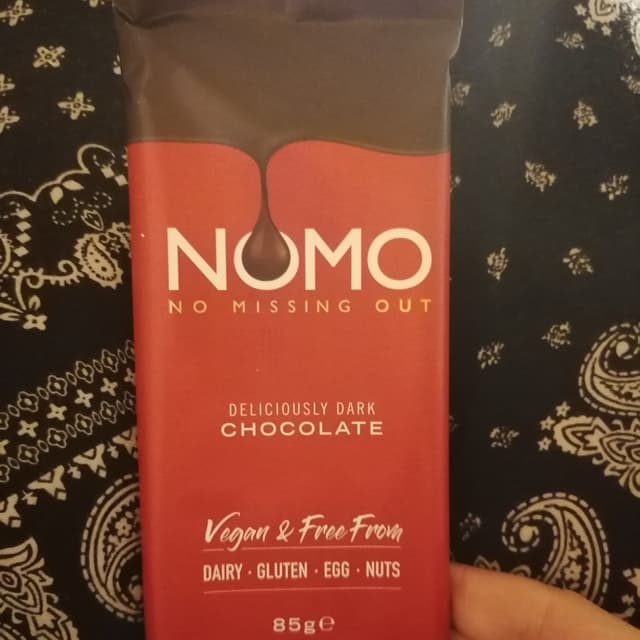 NOMO
NO MISSING OUT
DELICIOUSLY DARK
CHOCOLATE
Vegan & Free From
DAIRY · GLUTEN · EGG · NUTS
85g℮